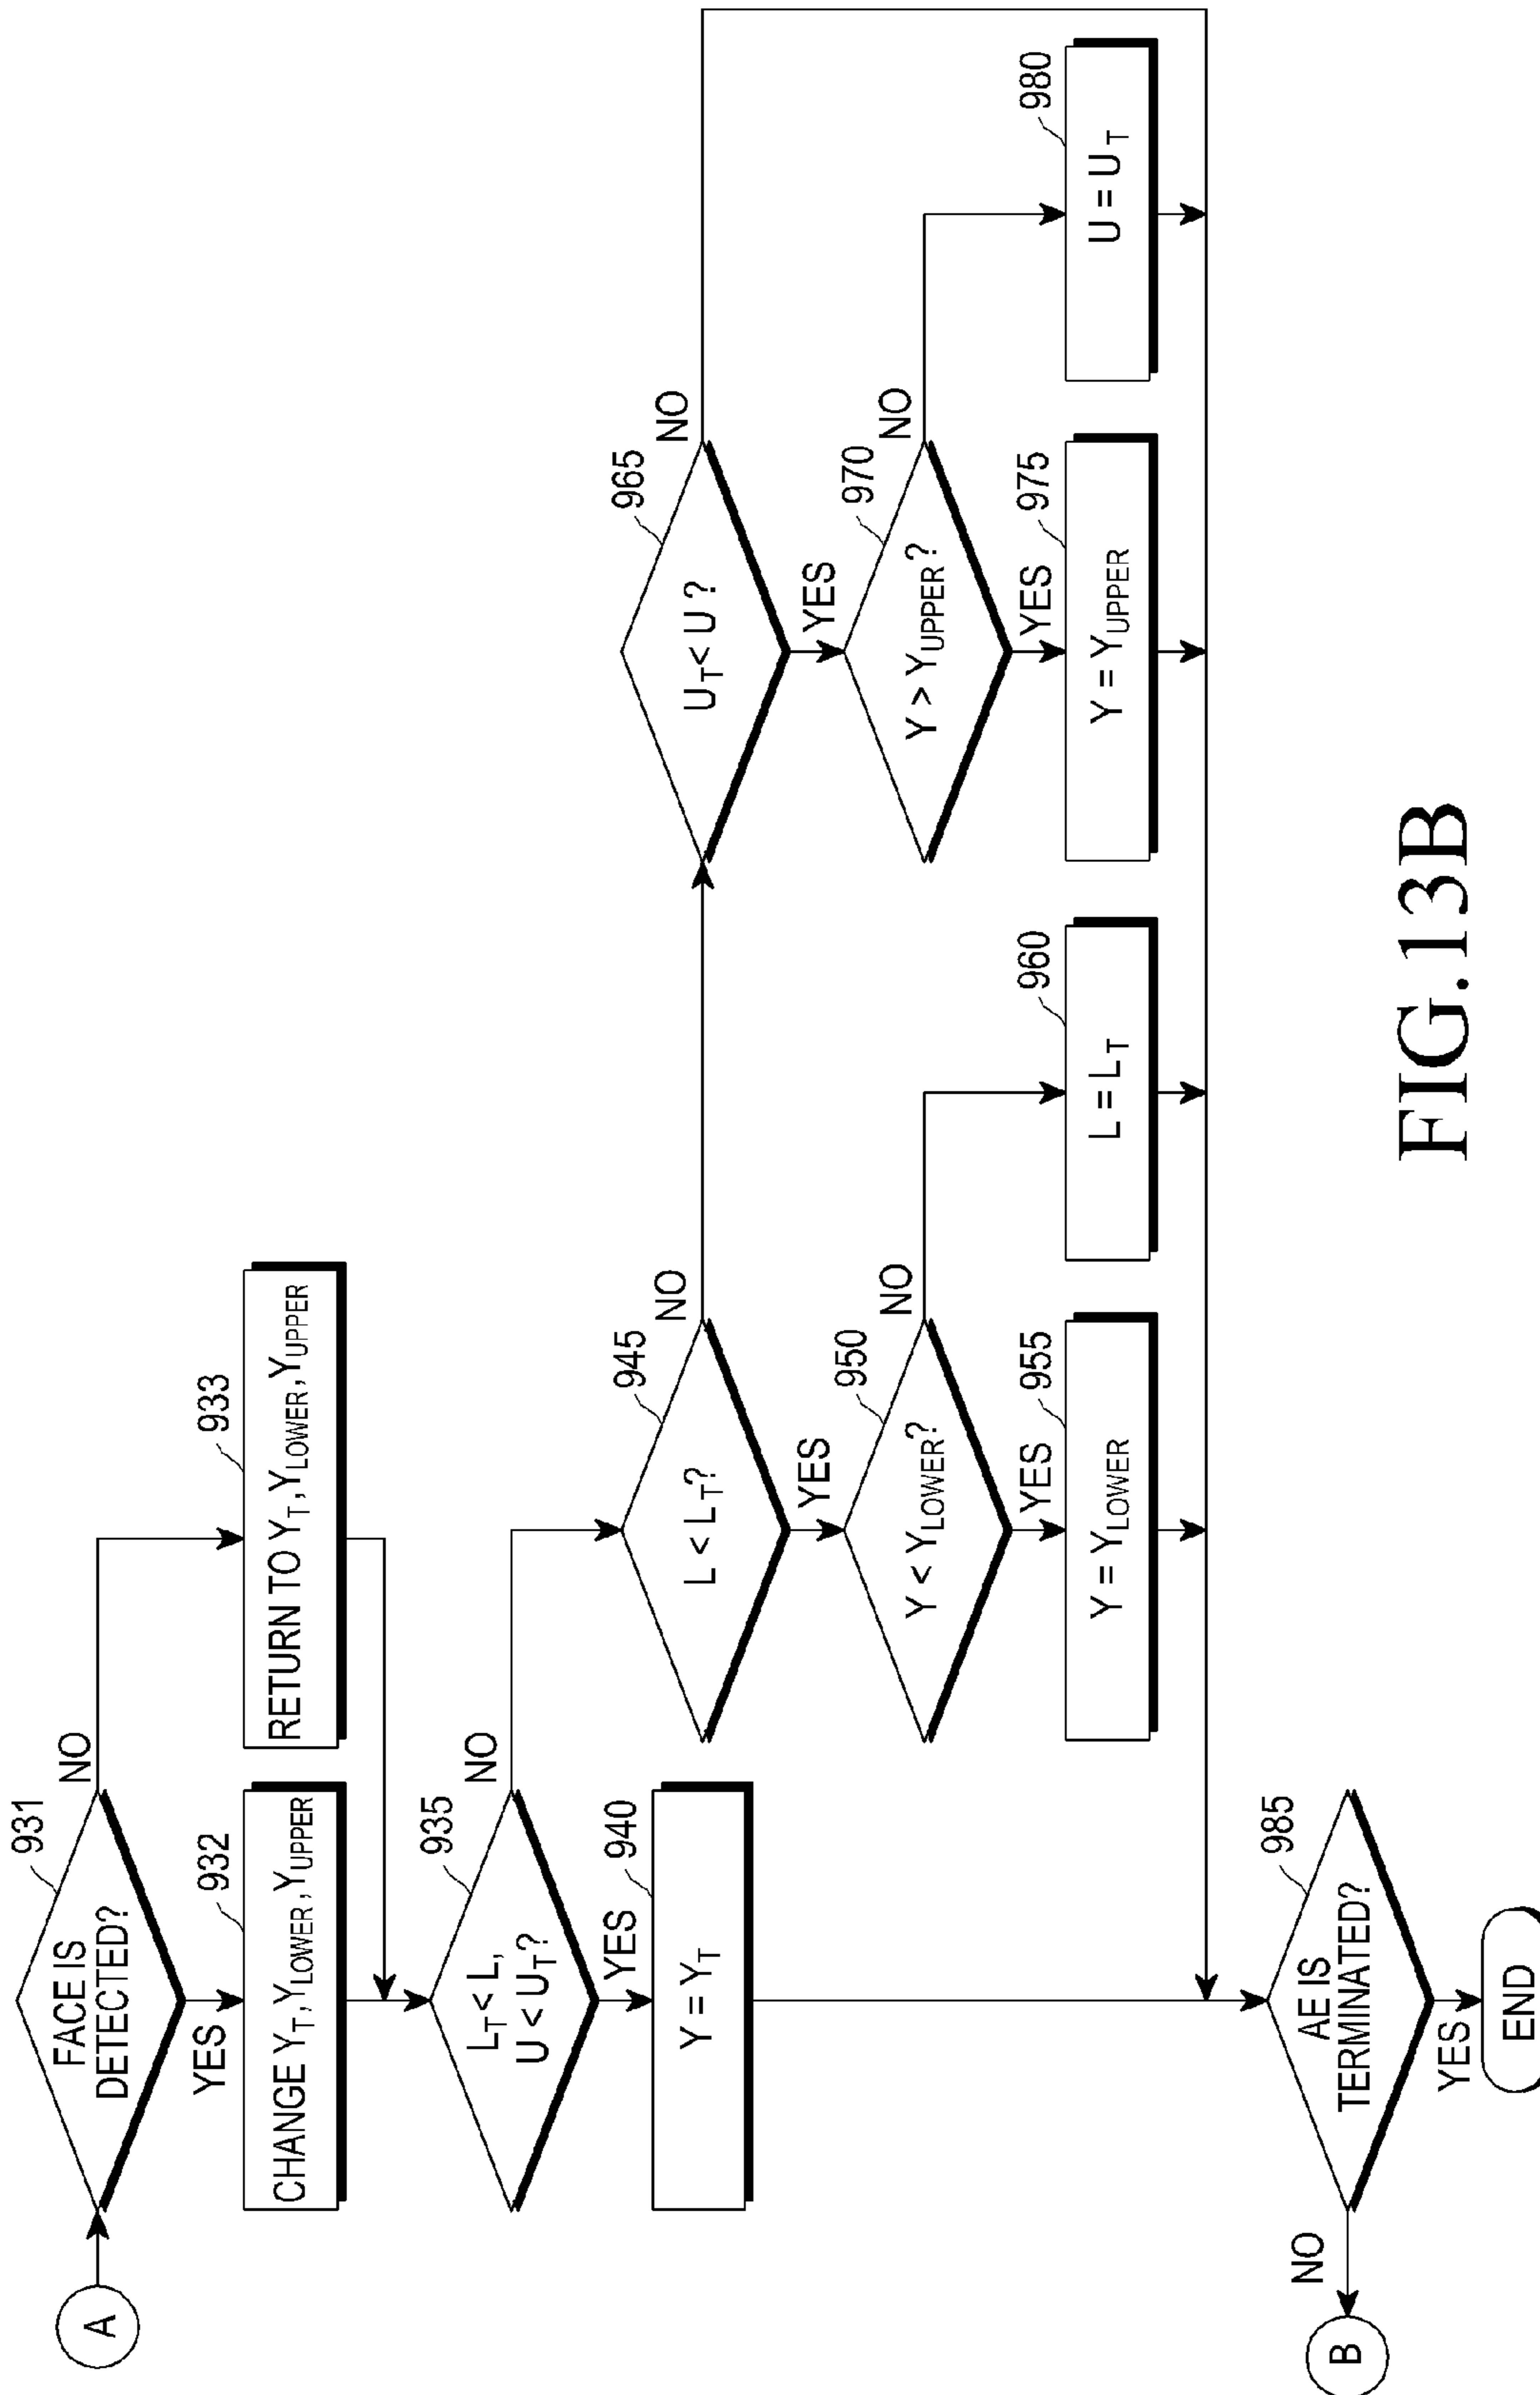 A
FACE IS
DETECTED?
931
NO
YES
932
933
CHANGE Y_T, Y_LOWER, Y_UPPER
RETURN TO Y_T, Y_LOWER, Y_UPPER
L_T < L,
U < U_T?
935
NO
YES
940
Y = Y_T
L < L_T?
945
NO
YES
U_T < U ?
965
NO
YES
Y < Y_LOWER?
950
NO
YES
Y > Y_UPPER?
970
NO
YES
955
Y = Y_LOWER
960
L = L_T
975
Y = Y_UPPER
980
U = U_T
AE IS
TERMINATED?
985
NO
B
YES
END
FIG.13B